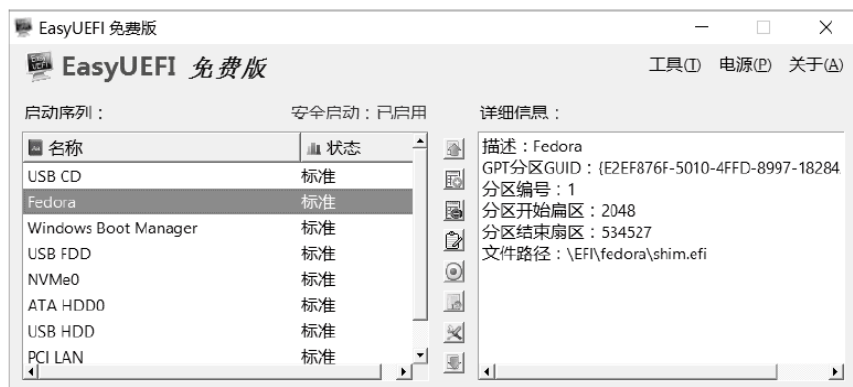 EasyUEFI 免费版
EasyUEFI 免费版
工具(T) 电源(P) 关于(A)
启动序列：
安全启动：已启用
名称 状态
USB CD 标准
Fedora 标准
Windows Boot Manager 标准
USB FDD 标准
NVMe0 标准
ATA HDD0 标准
USB HDD 标准
PCI LAN 标准
详细信息：
描述：Fedora
GPT分区GUID：{E2EF876F-5010-4FFD-8997-18284
分区编号：1
分区开始扇区：2048
分区结束扇区：534527
文件路径：\EFI\fedora\shim.efi